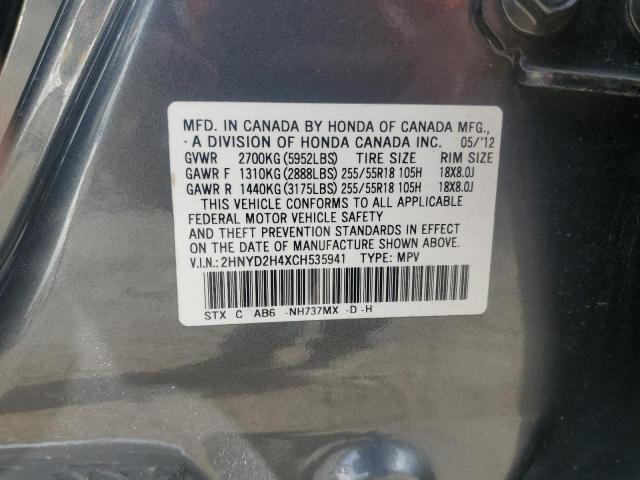 MFD. IN CANADA BY HONDA OF CANADA MFG.,
· A DIVISION OF HONDA CANADA INC. 05/'12
GVWR 2700KG (5952LBS) TIRE SIZE RIM SIZE
GAWR F 1310KG (2888LBS) 255/55R18 105H 18X8.0J
GAWR R 1440KG (3175LBS) 255/55R18 105H 18X8.0J
THIS VEHICLE CONFORMS TO ALL APPLICABLE
FEDERAL MOTOR VEHICLE SAFETY
AND THEFT PREVENTION STANDARDS IN EFFECT
ON THE DATE OF MANUFACTURE SHOWN ABOVE.
V.I.N.: 2HNYD2H4XCH535941 TYPE: MPV
STX C AB6 -NH737MX -D -H